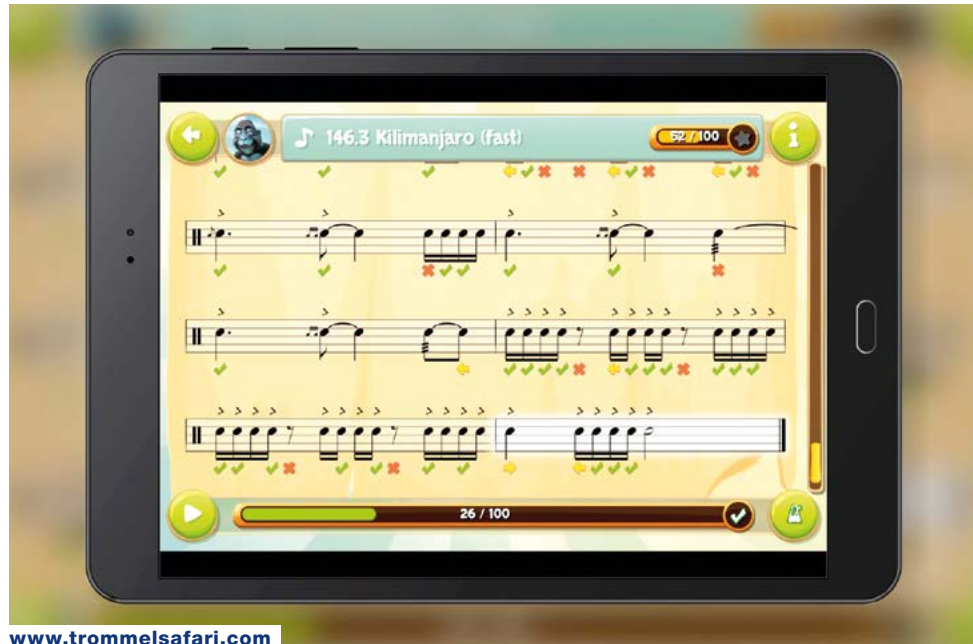 146.3 Kilimanjaro (fast)
52 / 100
i
26 / 100
www.trommelsafari.com